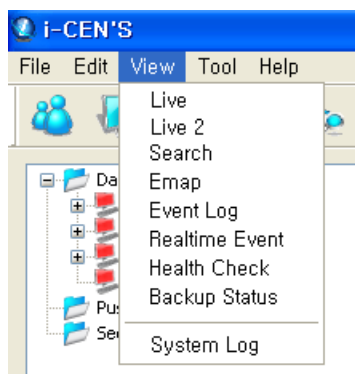 i-CEN'S
File Edit View Tool Help
Live
Live 2
Search
Emap
Event Log
Realtime Event
Health Check
Backup Status
System Log